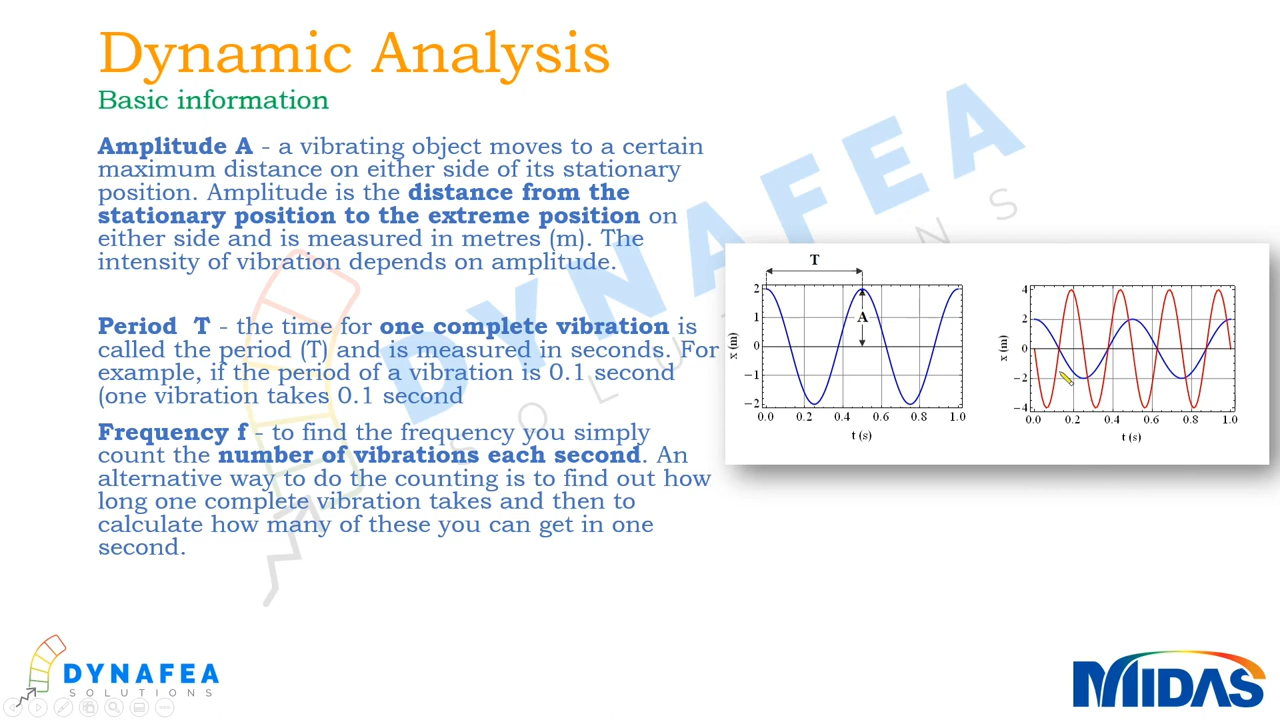 Dynamic Analysis
Basic information
Amplitude A - a vibrating object moves to a certain
maximum distance on either side of its stationary
position. Amplitude is the distance from the
stationary position to the extreme position on
either side and is measured in metres (m). The
intensity of vibration depends on amplitude.
Period T - the time for one complete vibration is
called the period (T) and is measured in seconds. For
example, if the period of a vibration is 0.1 second
(one vibration takes 0.1 second
Frequency f - to find the frequency you simply
count the number of vibrations each second. An
alternative way to do the counting is to find out how
long one complete vibration takes and then to
calculate how many of these you can get in one
second.
DYNAFEA
SOLUTIONS
T
A
x (m)
2
1
0
−1
−2
0.0 0.2 0.4 0.6 0.8 1.0
t (s)
x (m)
4
2
0
−2
−4
0.0 0.2 0.4 0.6 0.8 1.0
t (s)
DYNAFEA
SOLUTIONS
MIDAS